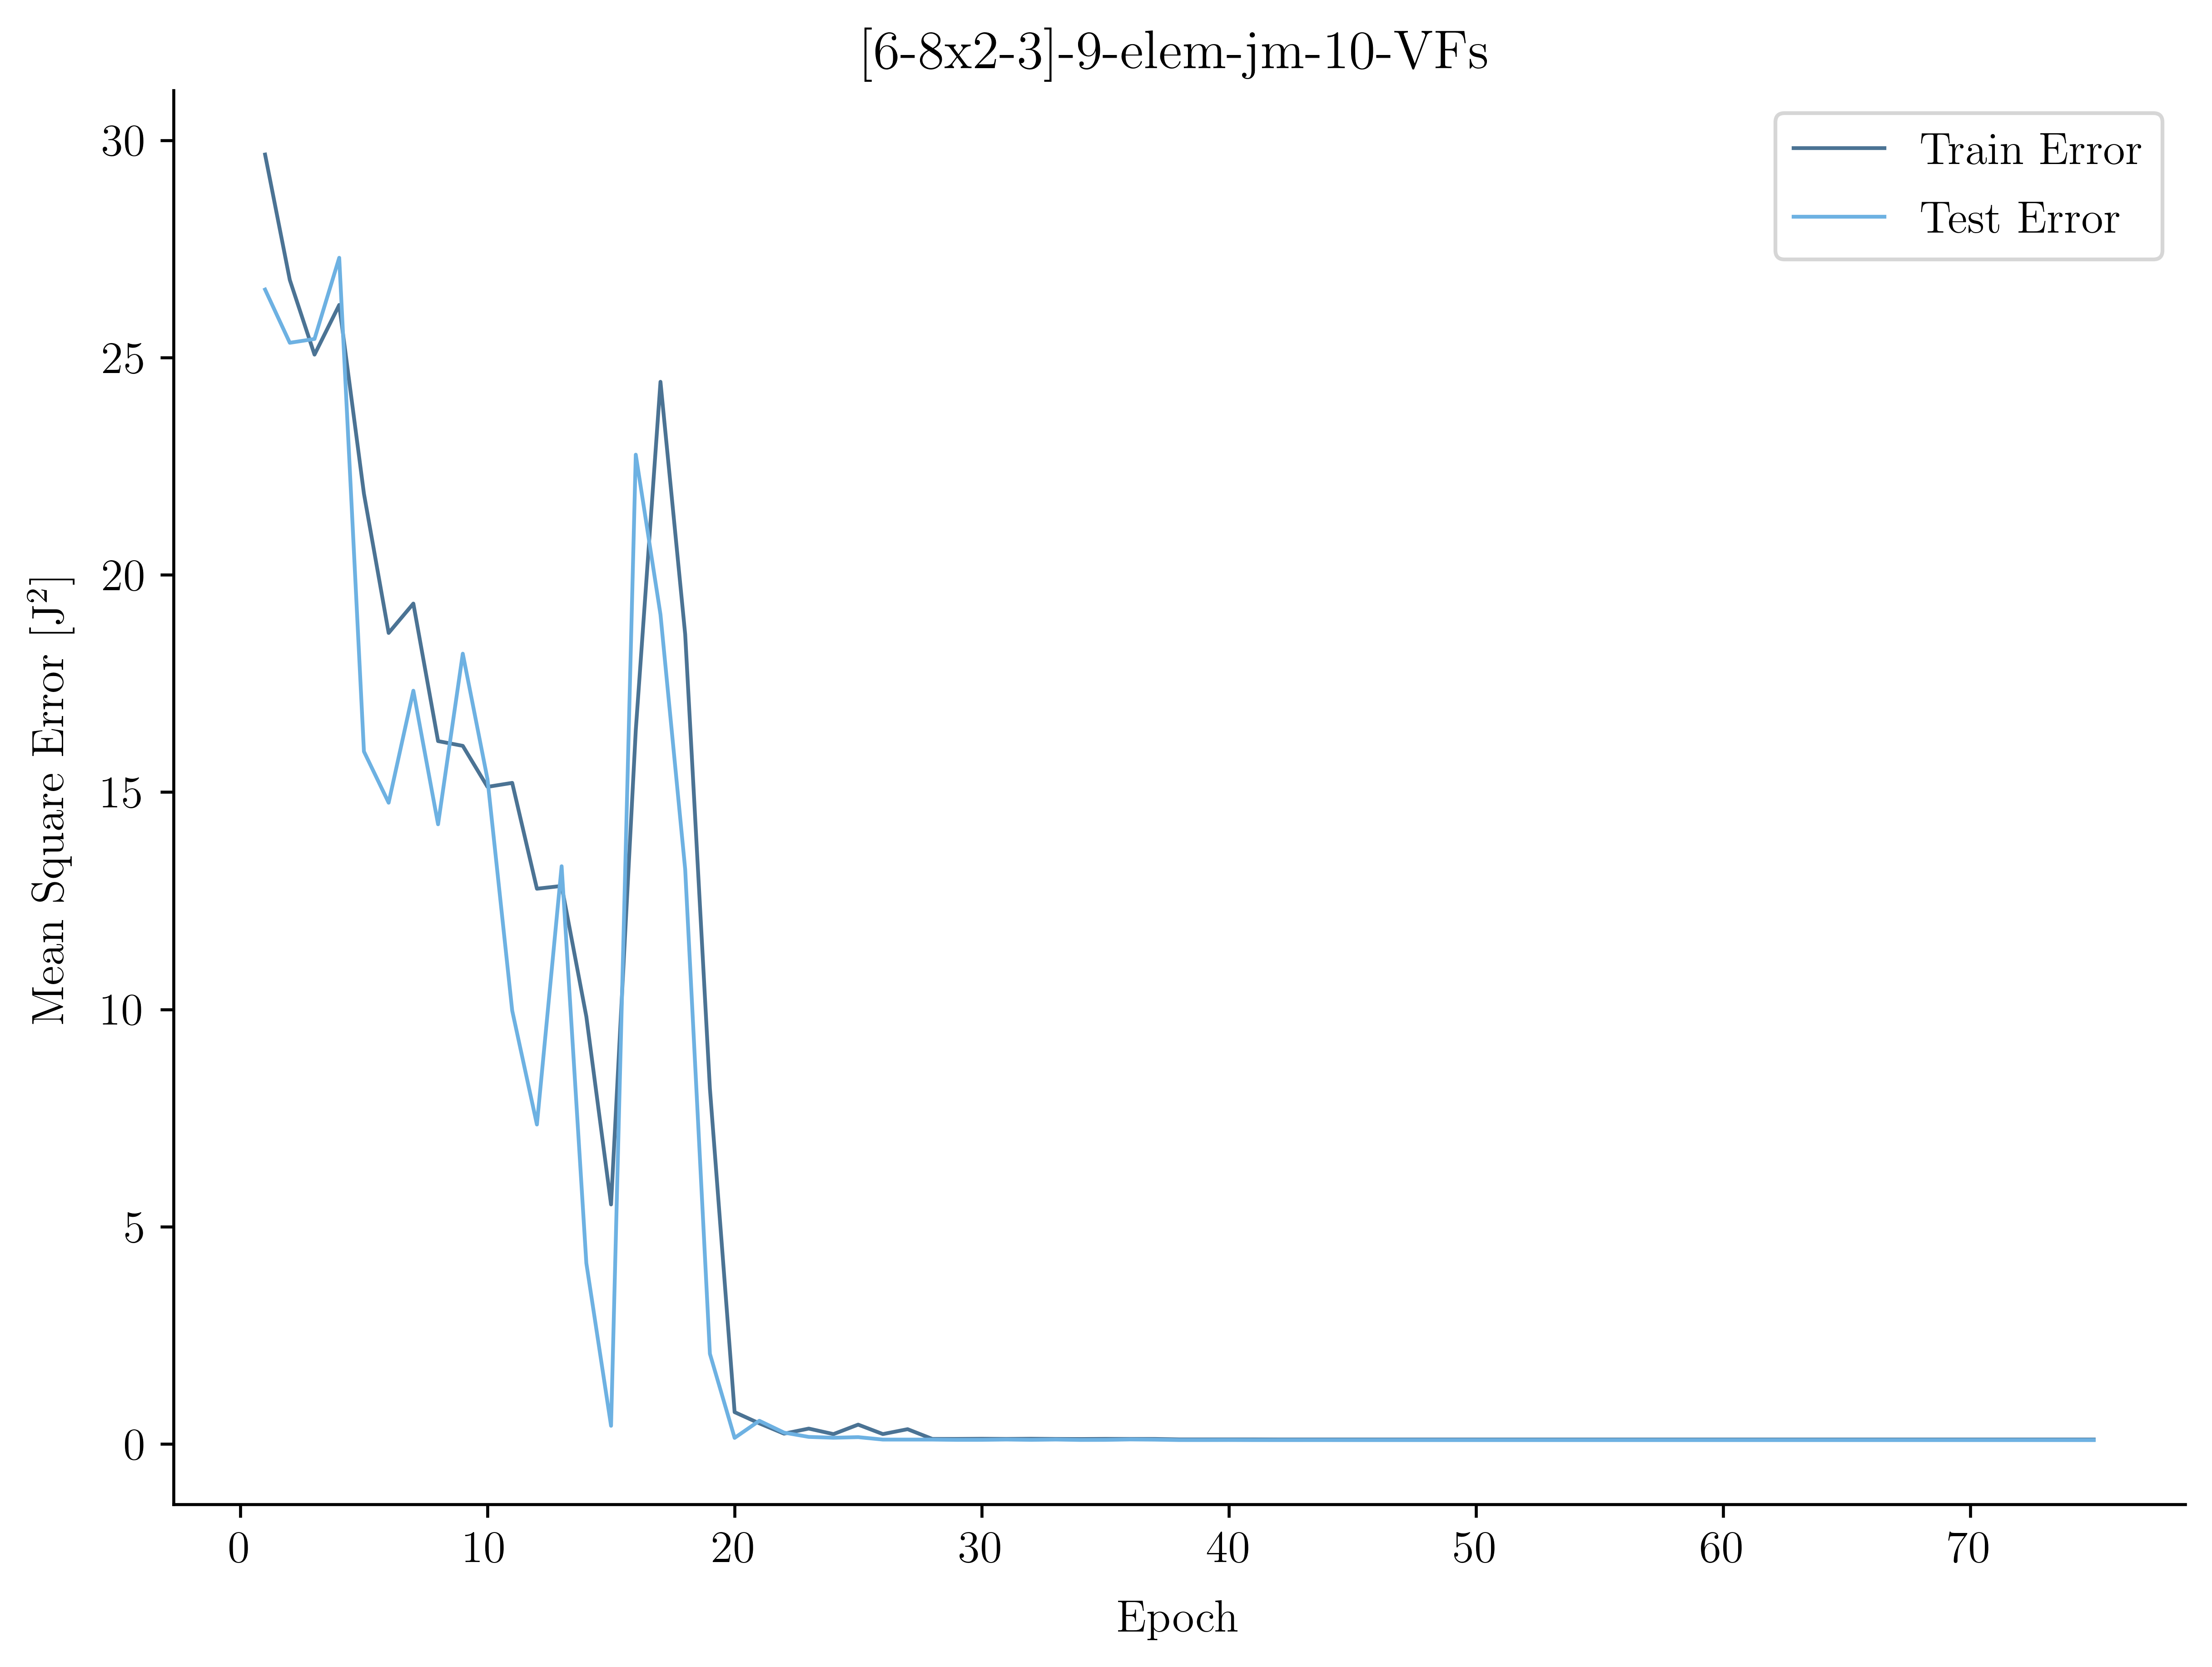 [6-8x2-3]-9-elem-jm-10-VFs
Train Error
Test Error
Mean Square Error [J²]
30
25
20
15
10
5
0
0 10 20 30 40 50 60 70
Epoch